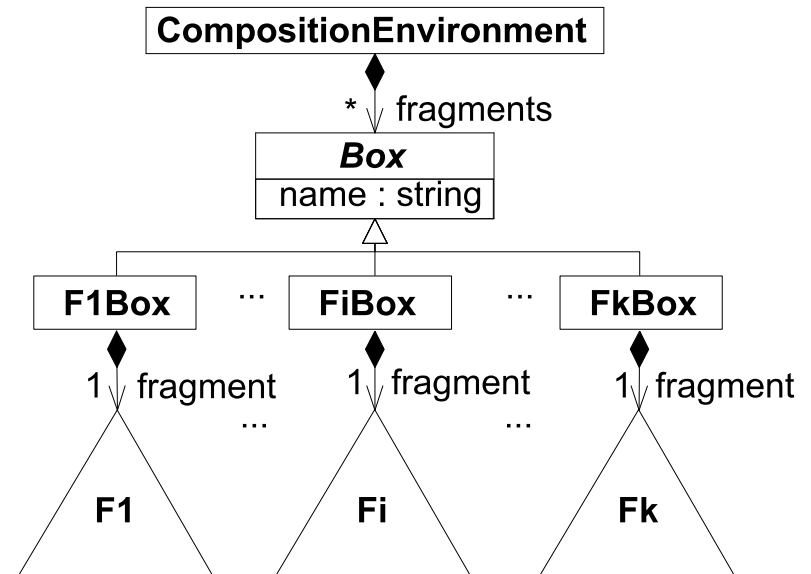 CompositionEnvironment
* fragments
Box
name : string
F1Box ... FiBox ... FkBox
1 fragment 1 fragment 1 fragment
... ...
F1 Fi Fk